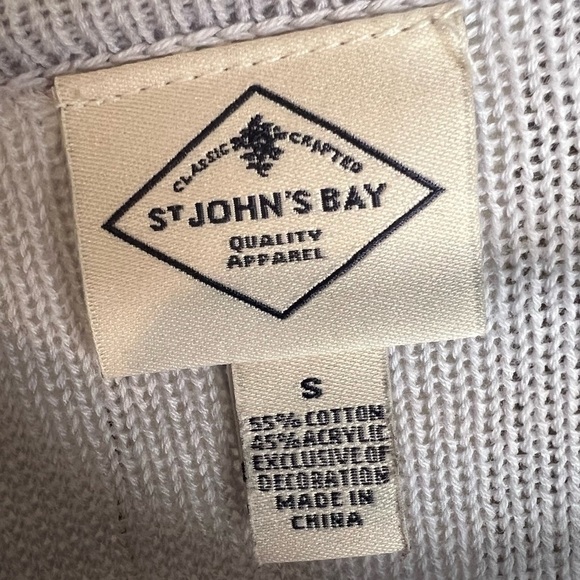 CLASSIC CRAFTED
ST JOHN'S BAY
QUALITY
APPAREL
S
55% COTTON
45% ACRYLIC
EXCLUSIVE OF
DECORATION
MADE IN
CHINA